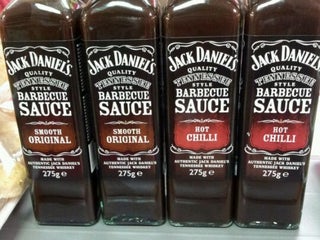 JACK DANIEL'S
QUALITY
TENNESSEE
STYLE
BARBECUE
SAUCE
SMOOTH
ORIGINAL
MADE WITH
AUTHENTIC JACK DANIEL'S
TENNESSEE WHISKEY
275g e
JACK DANIEL'S
QUALITY
TENNESSEE
STYLE
BARBECUE
SAUCE
SMOOTH
ORIGINAL
MADE WITH
AUTHENTIC JACK DANIEL'S
TENNESSEE WHISKEY
275g e
JACK DANIEL'S
QUALITY
TENNESSEE
STYLE
BARBECUE
SAUCE
HOT
CHILLI
MADE WITH
AUTHENTIC JACK DANIEL'S
TENNESSEE WHISKEY
275g e
JACK DANIEL'S
QUALITY
TENNESSEE
STYLE
BARBECUE
SAUCE
HOT
CHILLI
MADE WITH
AUTHENTIC JACK DANIEL'S
TENNESSEE WHISKEY
275g e